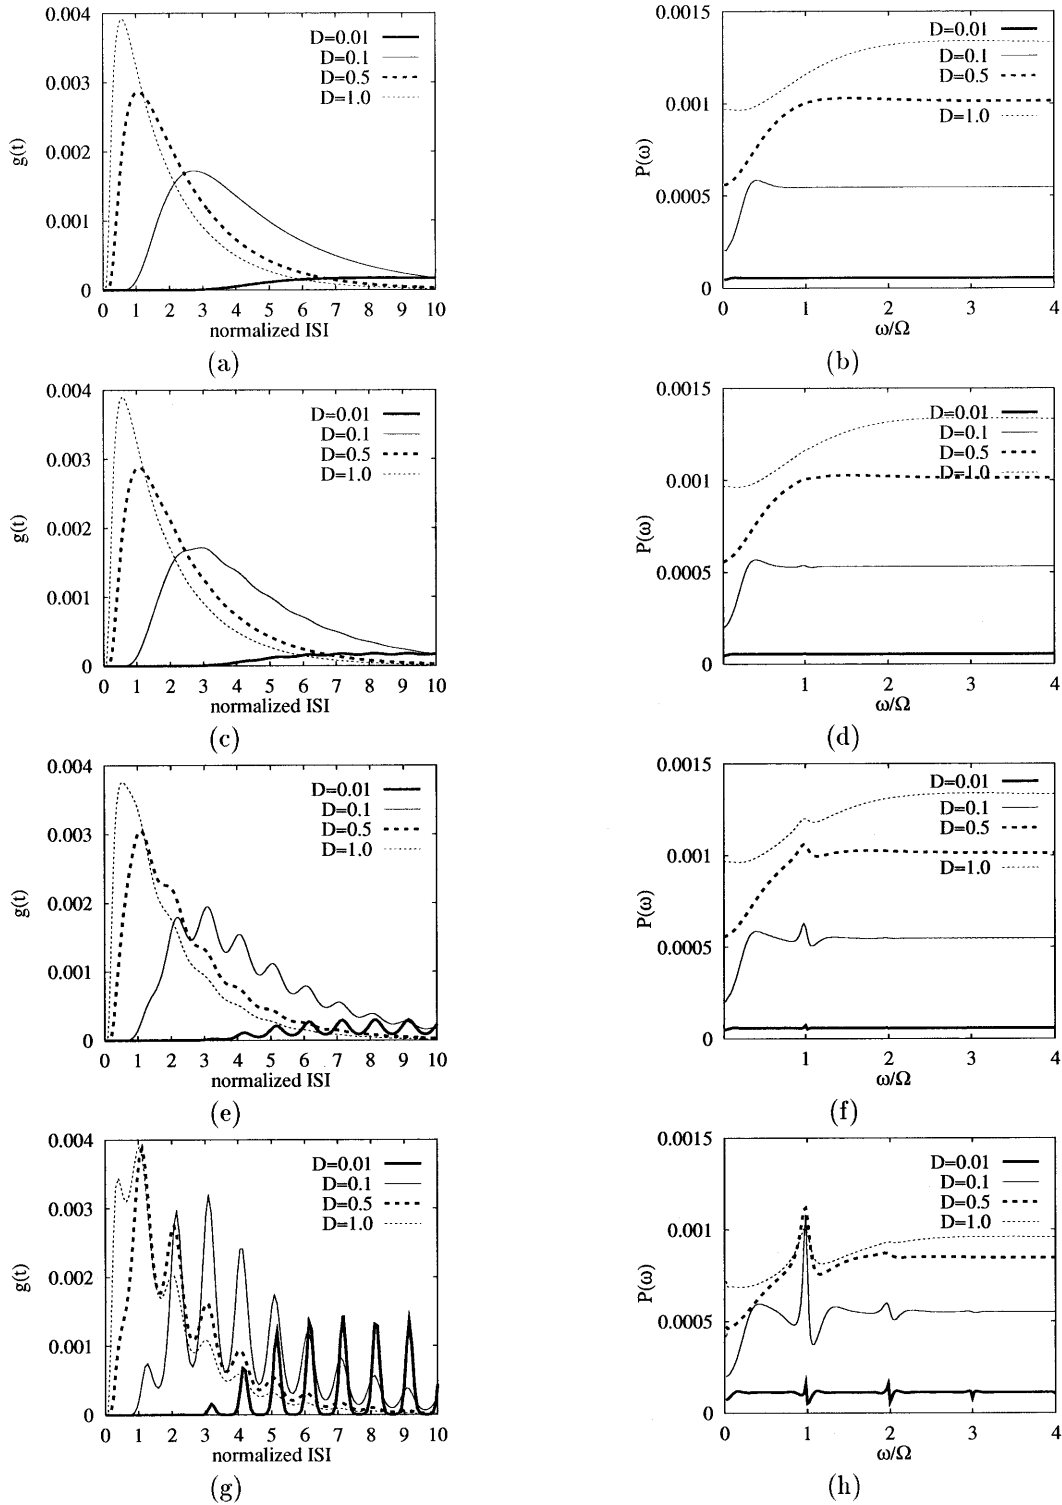 0.004
0.003
0.002
0.001
0
g(t)
D=0.01
D=0.1
D=0.5
D=1.0
0 1 2 3 4 5 6 7 8 9 10
normalized ISI
(a)
0.0015
0.001
0.0005
0
P(ω)
D=0.01
D=0.1
D=0.5
D=1.0
0 1 2 3 4
ω/Ω
(b)
0.004
0.003
0.002
0.001
0
g(t)
D=0.01
D=0.1
D=0.5
D=1.0
0 1 2 3 4 5 6 7 8 9 10
normalized ISI
(c)
0.0015
0.001
0.0005
0
P(ω)
D=0.01
D=0.1
D=0.5
D=1.0
0 1 2 3 4
ω/Ω
(d)
0.004
0.003
0.002
0.001
0
g(t)
D=0.01
D=0.1
D=0.5
D=1.0
0 1 2 3 4 5 6 7 8 9 10
normalized ISI
(e)
0.0015
0.001
0.0005
0
P(ω)
D=0.01
D=0.1
D=0.5
D=1.0
0 1 2 3 4
ω/Ω
(f)
0.004
0.003
0.002
0.001
0
g(t)
D=0.01
D=0.1
D=0.5
D=1.0
0 1 2 3 4 5 6 7 8 9 10
normalized ISI
(g)
0.0015
0.001
0.0005
0
P(ω)
D=0.01
D=0.1
D=0.5
D=1.0
0 1 2 3 4
ω/Ω
(h)